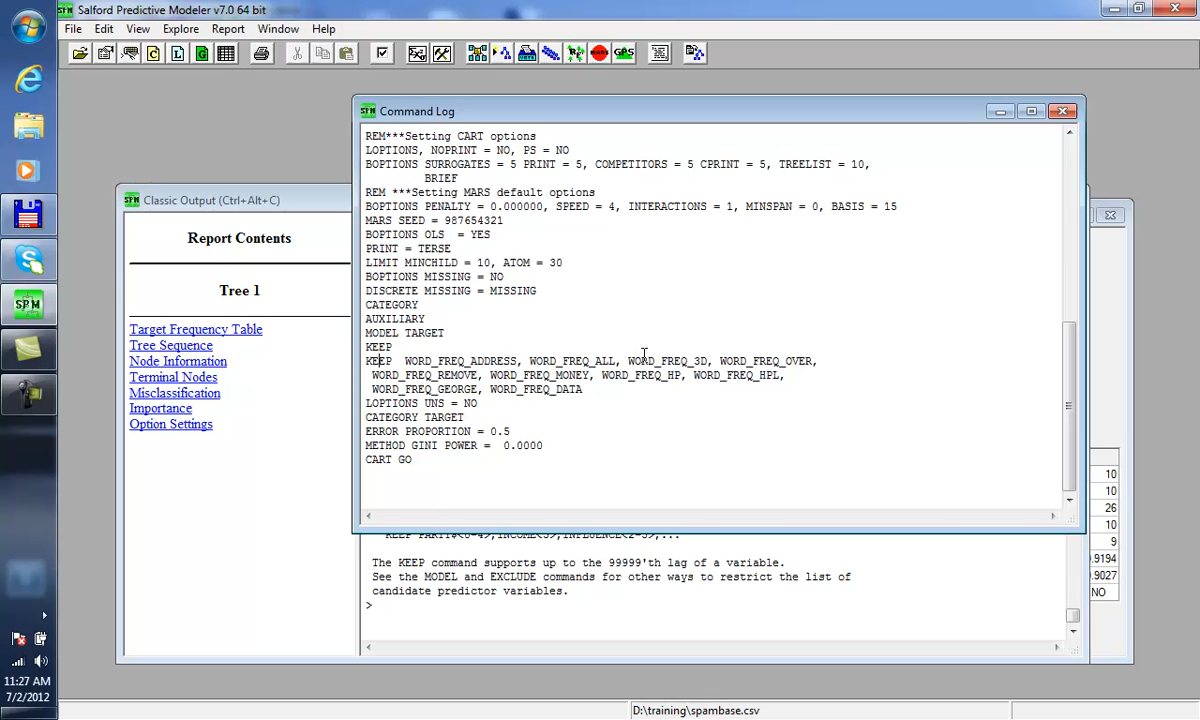 Salford Predictive Modeler v7.0 64 bit
File Edit View Explore Report Window Help
Command Log
REM***Setting CART options
LOPTIONS, NOPRINT = NO, PS = NO
BOPTIONS SURROGATES = 5 PRINT = 5, COMPETITORS = 5 CPRINT = 5, TREELIST = 10,
BRIEF
REM ***Setting MARS default options
BOPTIONS PENALTY = 0.000000, SPEED = 4, INTERACTIONS = 1, MINSPAN = 0, BASIS = 15
MARS SEED = 987654321
BOPTIONS OLS = YES
PRINT = TERSE
LIMIT MINCHILD = 10, ATOM = 30
BOPTIONS MISSING = NO
DISCRETE MISSING = MISSING
CATEGORY
AUXILIARY
MODEL TARGET
KEEP
KEEP WORD_FREQ_ADDRESS, WORD_FREQ_ALL, WORD_FREQ_3D, WORD_FREQ_OVER,
WORD_FREQ_REMOVE, WORD_FREQ_MONEY, WORD_FREQ_HP, WORD_FREQ_HPL,
WORD_FREQ_GEORGE, WORD_FREQ_DATA
LOPTIONS UNS = NO
CATEGORY TARGET
ERROR PROPORTION = 0.5
METHOD GINI POWER = 0.0000
CART GO
Classic Output (Ctrl+Alt+C)
Report Contents
Tree 1
Target Frequency Table
Tree Sequence
Node Information
Terminal Nodes
Misclassification
Importance
Option Settings
The KEEP command supports up to the 99999'th lag of a variable.
See the MODEL and EXCLUDE commands for other ways to restrict the list of
candidate predictor variables.
>
10
10
26
10
9
.9194
.9027
NO
11:27 AM
7/2/2012
D:\training\spambase.csv